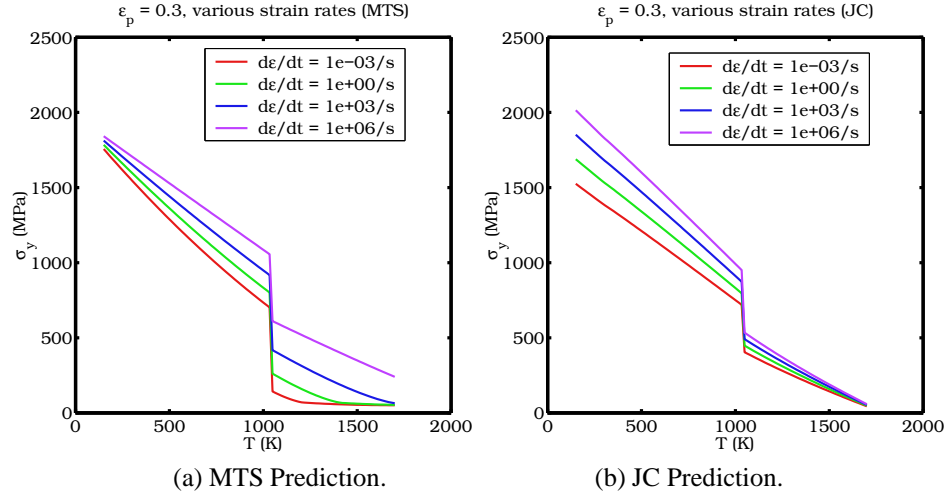 ε_p = 0.3, various strain rates (MTS)
2500
2000
1500
1000
500
0
σ_y (MPa)
dε/dt = 1e-03/s
dε/dt = 1e+00/s
dε/dt = 1e+03/s
dε/dt = 1e+06/s
0 500 1000 1500 2000
T (K)
(a) MTS Prediction.
ε_p = 0.3, various strain rates (JC)
2500
2000
1500
1000
500
0
σ_y (MPa)
dε/dt = 1e-03/s
dε/dt = 1e+00/s
dε/dt = 1e+03/s
dε/dt = 1e+06/s
0 500 1000 1500 2000
T (K)
(b) JC Prediction.